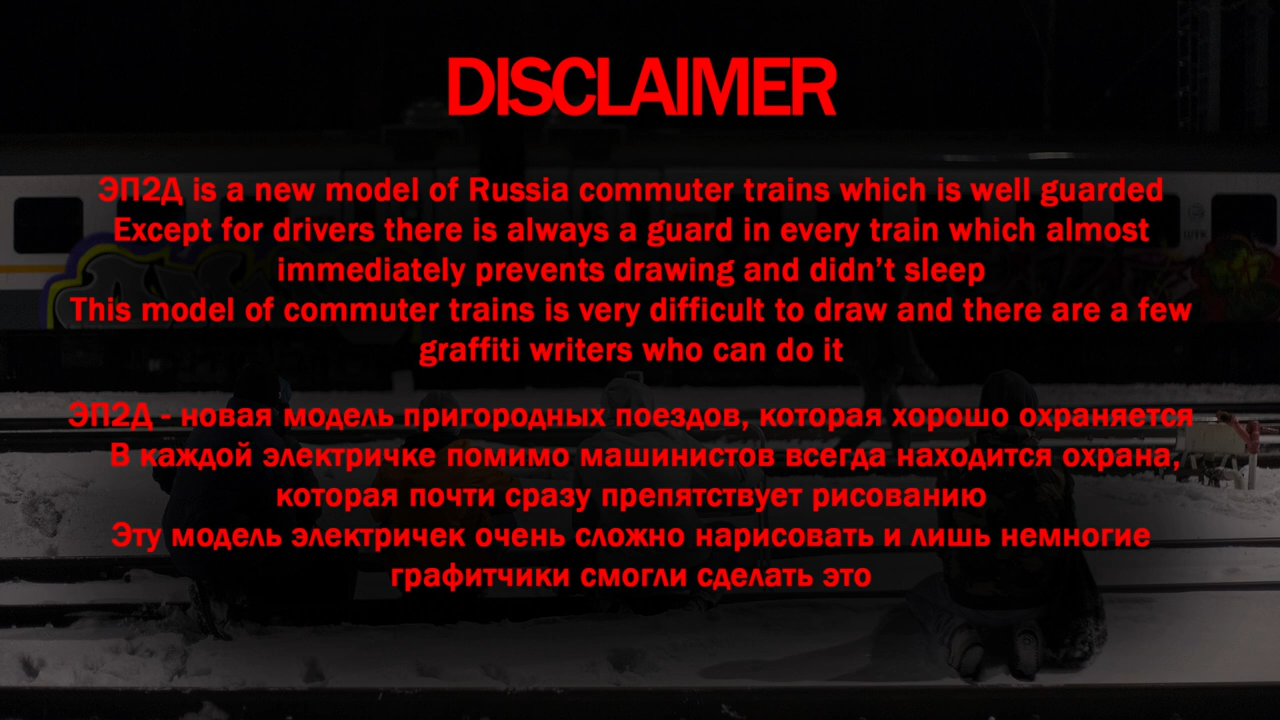 DISCLAIMER
ЭП2Д is a new model of Russia commuter trains which is well guarded
Except for drivers there is always a guard in every train which almost
immediately prevents drawing and didn’t sleep
This model of commuter trains is very difficult to draw and there are a few
graffiti writers who can do it
ЭП2Д - новая модель пригородных поездов, которая хорошо охраняется
В каждой электричке помимо машинистов всегда находится охрана,
которая почти сразу препятствует рисованию
Эту модель электричек очень сложно нарисовать и лишь немногие
графитчики смогли сделать это